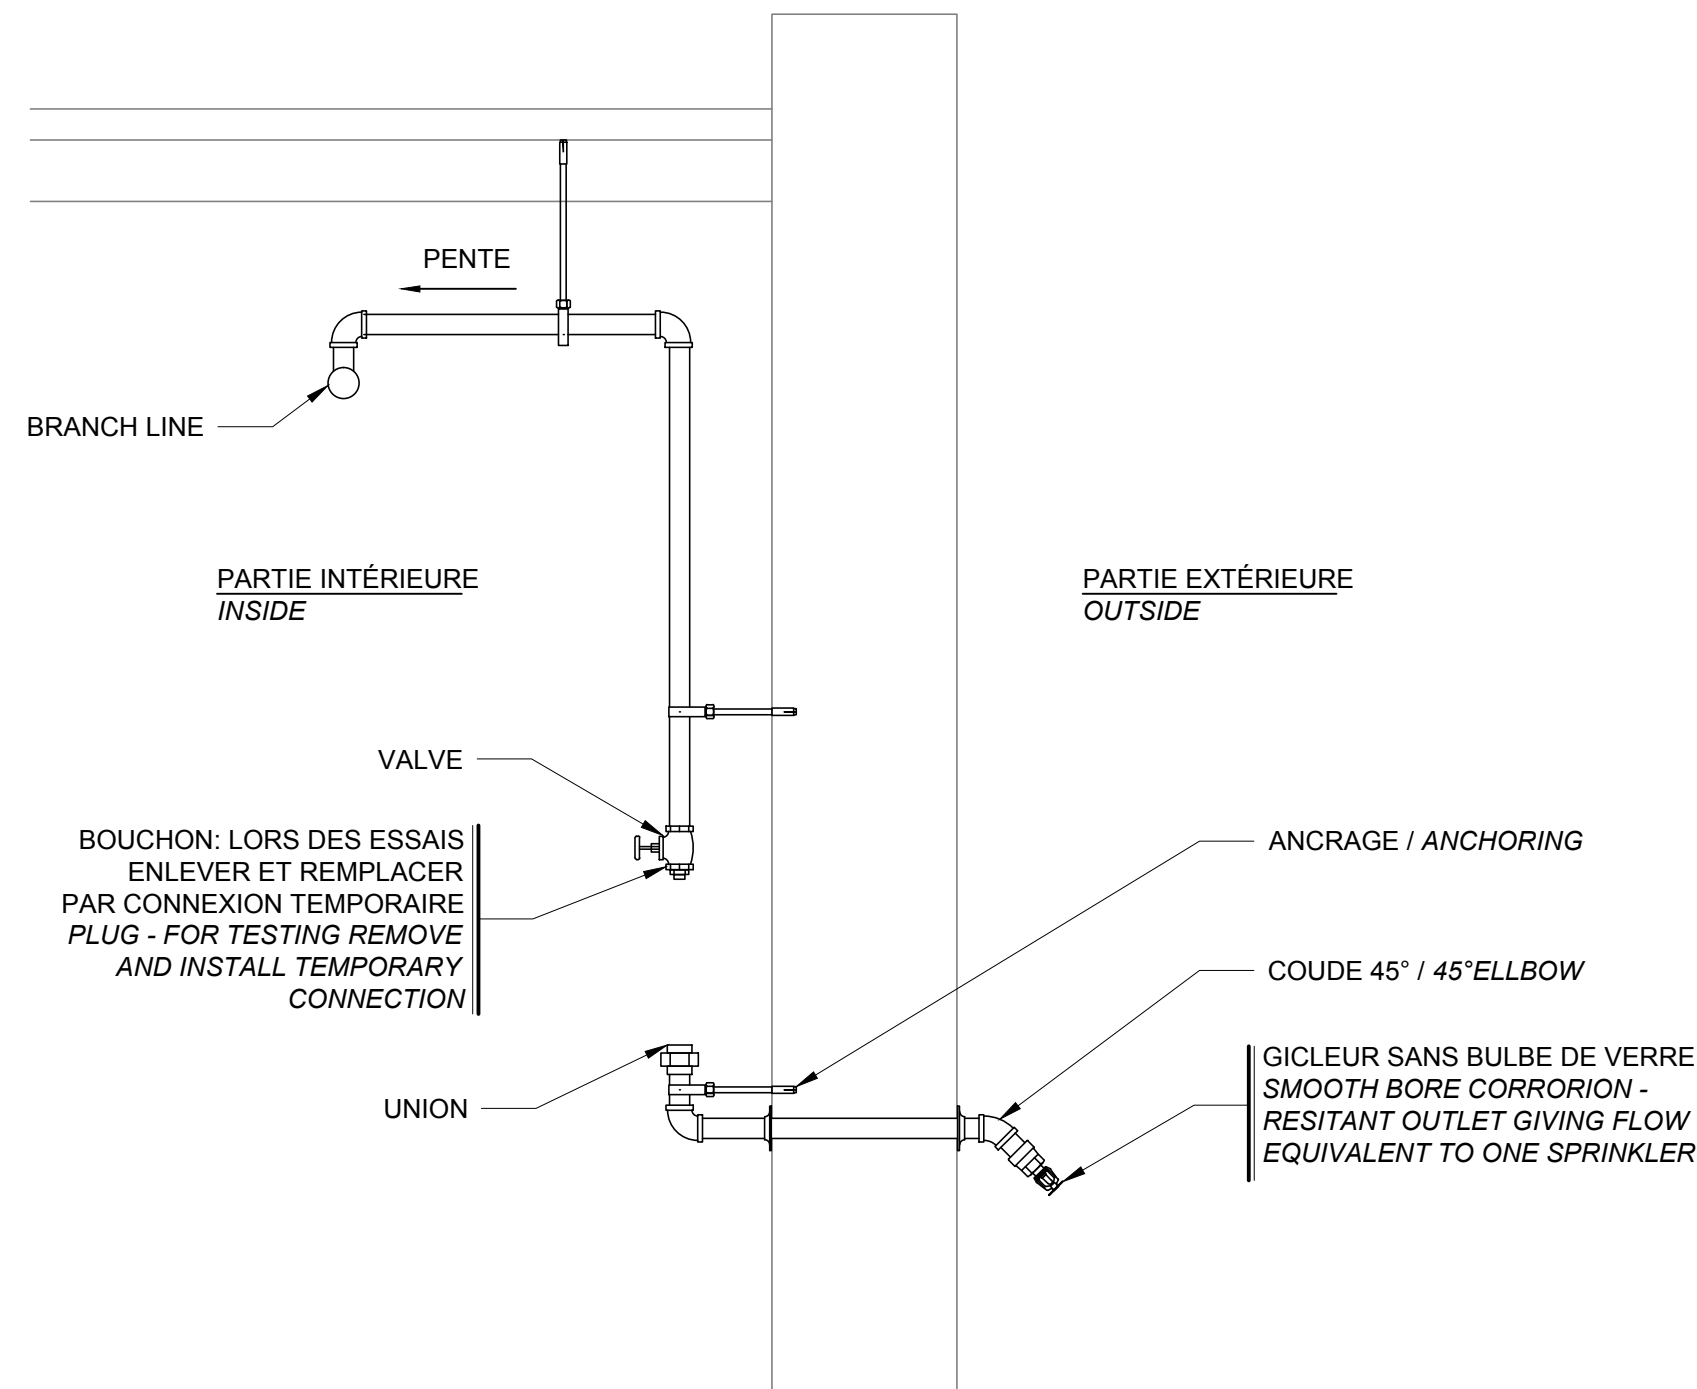 PENTE
BRANCH LINE
PARTIE INTÉRIEURE
INSIDE
PARTIE EXTÉRIEURE
OUTSIDE
VALVE
BOUCHON: LORS DES ESSAIS
ENLEVER ET REMPLACER
PAR CONNEXION TEMPORAIRE
PLUG - FOR TESTING REMOVE
AND INSTALL TEMPORARY
CONNECTION
ANCRAGE / ANCHORING
COUDE 45° / 45°ELLBOW
UNION
GICLEUR SANS BULBE DE VERRE
SMOOTH BORE CORRORION -
RESITANT OUTLET GIVING FLOW
EQUIVALENT TO ONE SPRINKLER